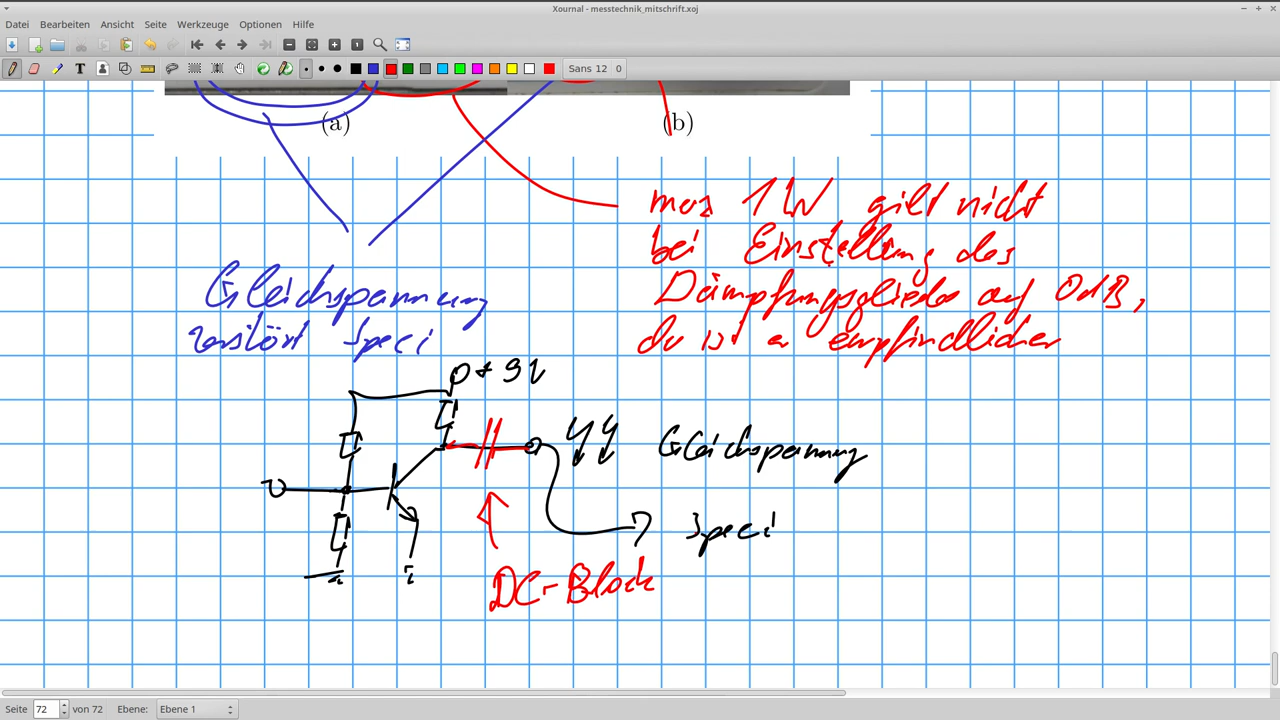 Xournal - messtechnik_mitschrift.xoj
Datei Bearbeiten Ansicht Seite Werkzeuge Optionen Hilfe
Sans 12 0
(a) (b)
max 1W gilt nicht
bei Einstellung des
Dämpfungsgliedes auf 0dB,
da ist er empfindlicher
Gleichspannung
zerstört Speci
+ 9V
Gleichspannung
Speci
DC-Block
Seite 72 von 72 Ebene: Ebene 1